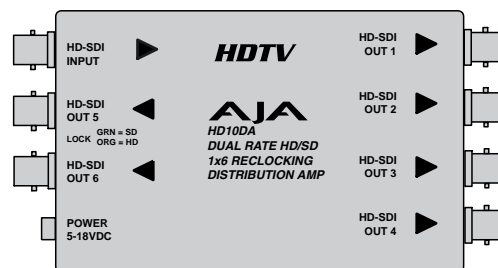 HD-SDI
INPUT
HD-SDI
OUT 5
LOCK
GRN = SD
ORG = HD
HD-SDI
OUT 6
POWER
5-18VDC
HDTV
AJA
HD10DA
DUAL RATE HD/SD
1x6 RECLOCKING
DISTRIBUTION AMP
HD-SDI
OUT 1
HD-SDI
OUT 2
HD-SDI
OUT 3
HD-SDI
OUT 4